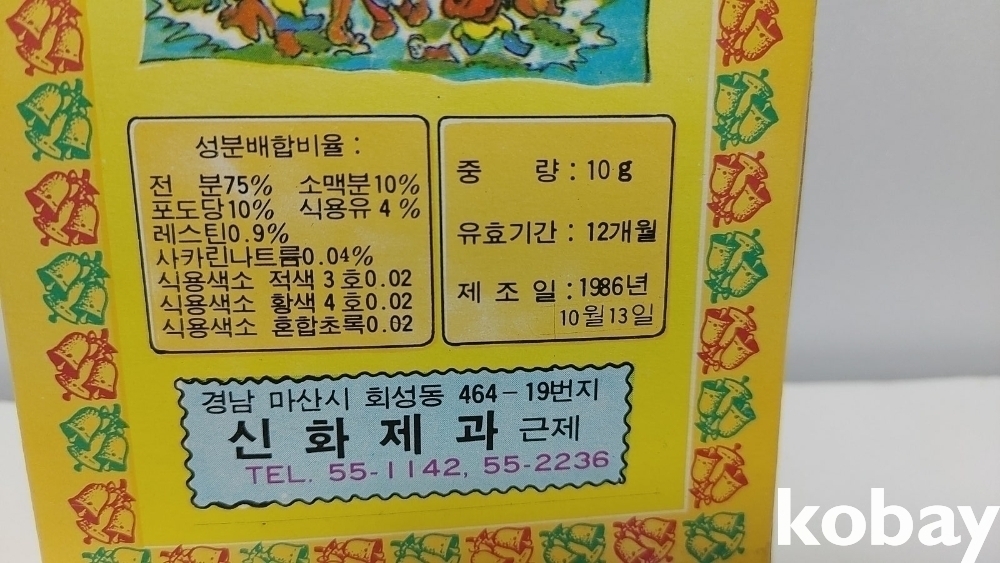 성분배합비율 :
전 분75% 소맥분10%
포도당10% 식용유 4 %
레스틴0.9%
사카린나트륨0.04%
식용색소 적색 3 호0.02
식용색소 황색 4 호0.02
식용색소 혼합초록0.02
중 량 : 10 g
유효기간 : 12개월
제 조 일 : 1986년
10월13일
경남 마산시 회성동 464-19번지
신 화 제 과 근제
TEL. 55-1142, 55-2236
kobay